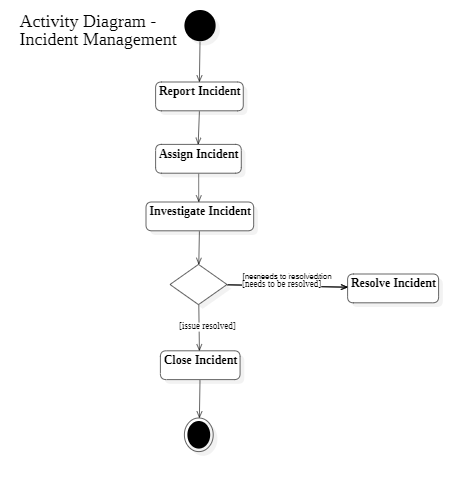 Activity Diagram -
Incident Management
Report Incident
Assign Incident
Investigate Incident
[needs to be resolved]
Resolve Incident
[issue resolved]
Close Incident